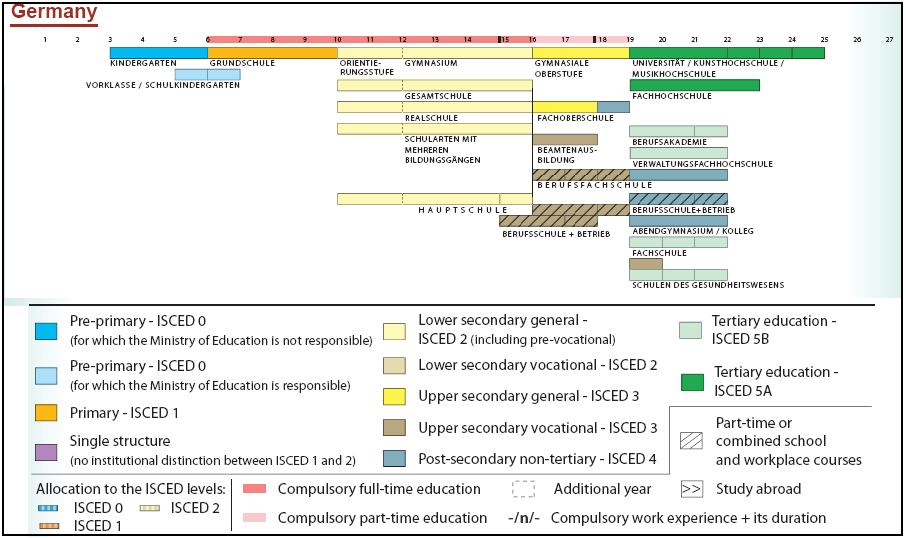 Germany
1 2 3 4 5 6 7 8 9 10 11 12 13 14 15 16 17 18 19 20 21 22 23 24 25 26 27
KINDERGARTEN GRUNDSCHULE ORIENTIE- GYMNASIUM GYMNASIALE UNIVERSITÄT / KUNSTHOCHSCHULE /
RUNGSSTUFE OBERSTUFE MUSIKHOCHSCHULE
VORKLASSE / SCHULKINDERGARTEN
GESAMTSCHULE FACHHOCHSCHULE
REALSCHULE FACHOBERSCHULE
SCHULARTEN MIT BERUFSAKADEMIE
MEHREREN BEAMTENAUS-
BILDUNGSGÄNGEN BILDUNG VERWALTUNGSFACHHOCHSCHULE
BERUFSFACHSCHULE
HAUPTSCHULE BERUFSSCHULE+BETRIEB
BERUFSSCHULE + BETRIEB ABENDGYMNASIUM / KOLLEG
FACHSCHULE
SCHULEN DES GESUNDHEITSWESENS
Pre-primary - ISCED 0
(for which the Ministry of Education is not responsible)
Pre-primary - ISCED 0
(for which the Ministry of Education is responsible)
Primary - ISCED 1
Single structure
(no institutional distinction between ISCED 1 and 2)
Lower secondary general -
ISCED 2 (including pre-vocational)
Lower secondary vocational - ISCED 2
Upper secondary general - ISCED 3
Upper secondary vocational - ISCED 3
Post-secondary non-tertiary - ISCED 4
Tertiary education -
ISCED 5B
Tertiary education -
ISCED 5A
Part-time or
combined school
and workplace courses
Allocation to the ISCED levels:
ISCED 0 ISCED 2
ISCED 1
Compulsory full-time education Additional year >> Study abroad
Compulsory part-time education -/n/- Compulsory work experience + its duration